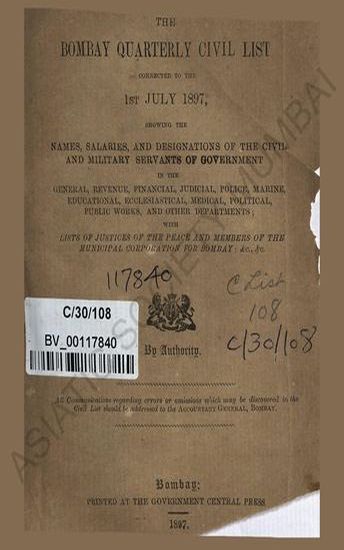 THE
BOMBAY QUARTERLY CIVIL LIST
CORRECTED TO THE
1ST JULY 1897,
SHOWING THE
NAMES, SALARIES, AND DESIGNATIONS OF THE CIVIL
AND MILITARY SERVANTS OF GOVERNMENT
IN THE
GENERAL, REVENUE, FINANCIAL, JUDICIAL, POLICE, MARINE,
EDUCATIONAL, ECCLESIASTICAL, MEDICAL, POLITICAL,
PUBLIC WORKS, AND OTHER DEPARTMENTS;
WITH
LISTS OF JUSTICES OF THE PEACE AND MEMBERS OF THE
MUNICIPAL CORPORATION FOR BOMBAY; &c., &c.
117840
C List
108
C/30/108
C/30/108
BV_00117840
By Authority.
All Communications regarding errors or omissions which may be discovered in the
Civil List should be addressed to the ACCOUNTANT GENERAL, BOMBAY.
Bombay:
PRINTED AT THE GOVERNMENT CENTRAL PRESS
1897.
ASIATIC SOCIETY OF MUMBAI